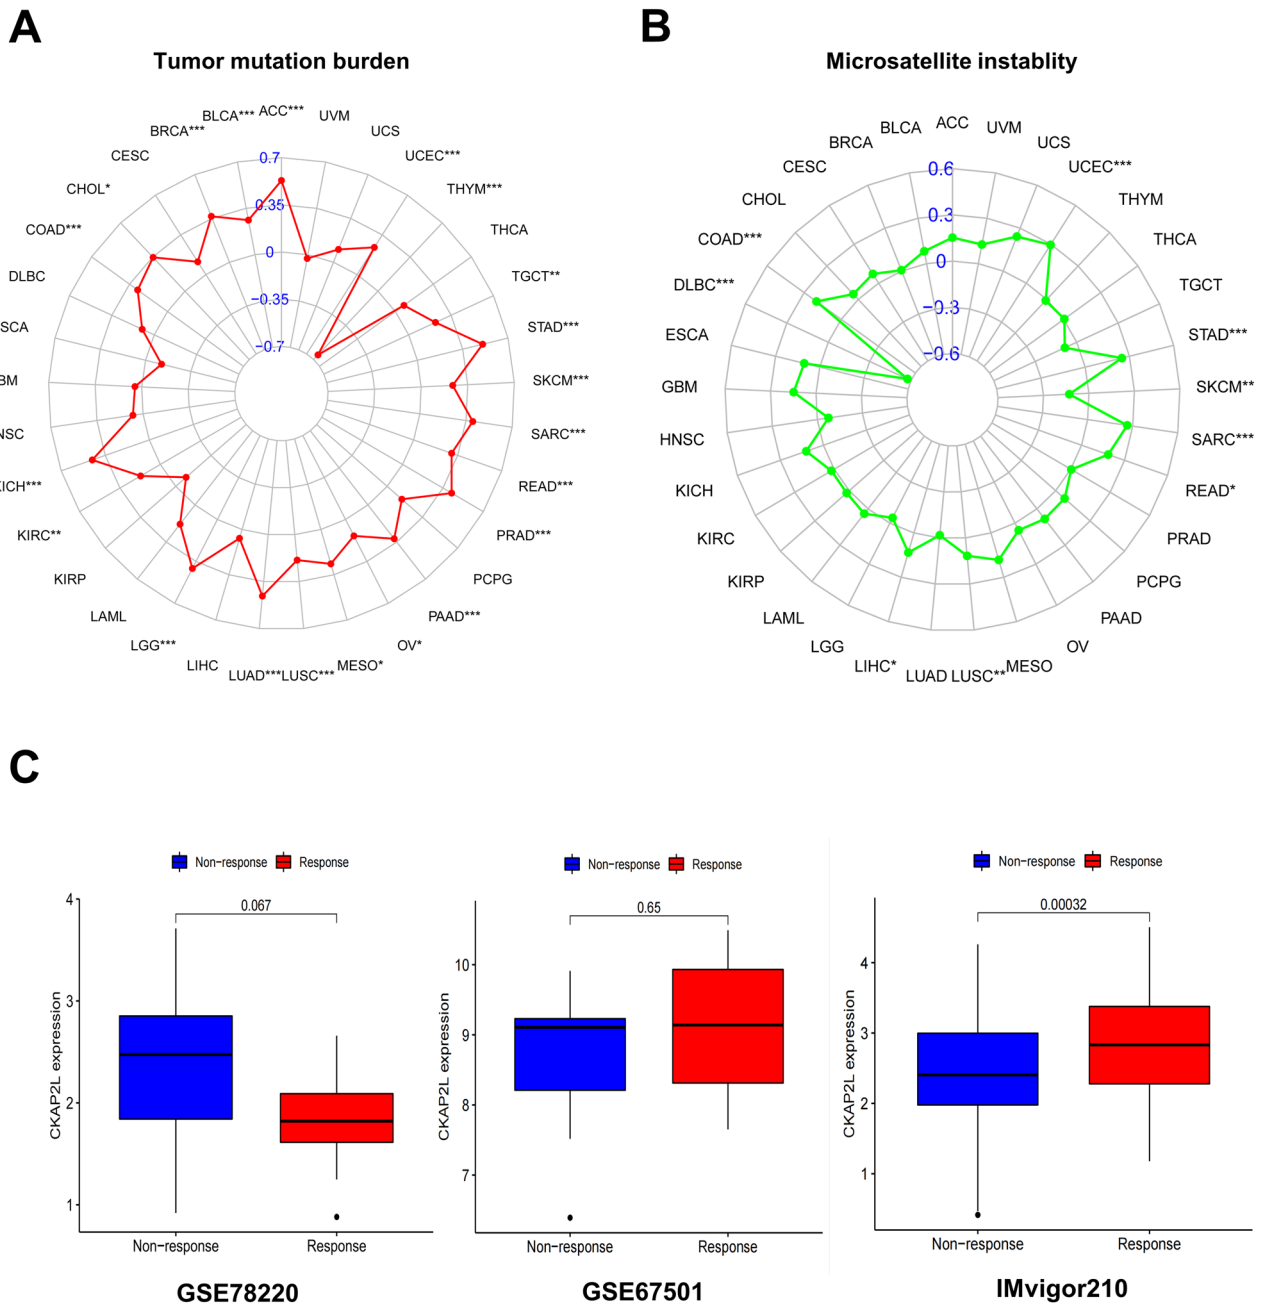 A
Tumor mutation burden
ACC***
UVM
UCS
UCEC***
THYM***
THCA
TGCT**
STAD***
SKCM***
SARC***
READ***
PRAD***
PCPG
PAAD***
OV*
MESO*
LUSC***
LUAD***
LIHC
LGG***
LAML
KIRP
KIRC**
KICH***
NSC
BM
SCA
DLBC
COAD***
CHOL*
CESC
BRCA***
BLCA***
0.7
0.35
0
−0.35
−0.7
B
Microsatellite instablity
ACC
UVM
UCS
UCEC***
THYM
THCA
TGCT
STAD***
SKCM**
SARC***
READ*
PRAD
PCPG
PAAD
OV
MESO
LUSC**
LUAD
LIHC*
LGG
LAML
KIRP
KIRC
KICH
HNSC
GBM
ESCA
DLBC***
COAD***
CHOL
CESC
BRCA
BLCA
0.6
0.3
0
−0.3
−0.6
C
Non-response Response
CKAP2L expression
4
3
2
1
0.067
Non-response Response
GSE78220
Non-response Response
CKAP2L expression
10
9
8
7
0.65
Non-response Response
GSE67501
Non-response Response
CKAP2L expression
4
3
2
1
0.00032
Non-response Response
IMvigor210